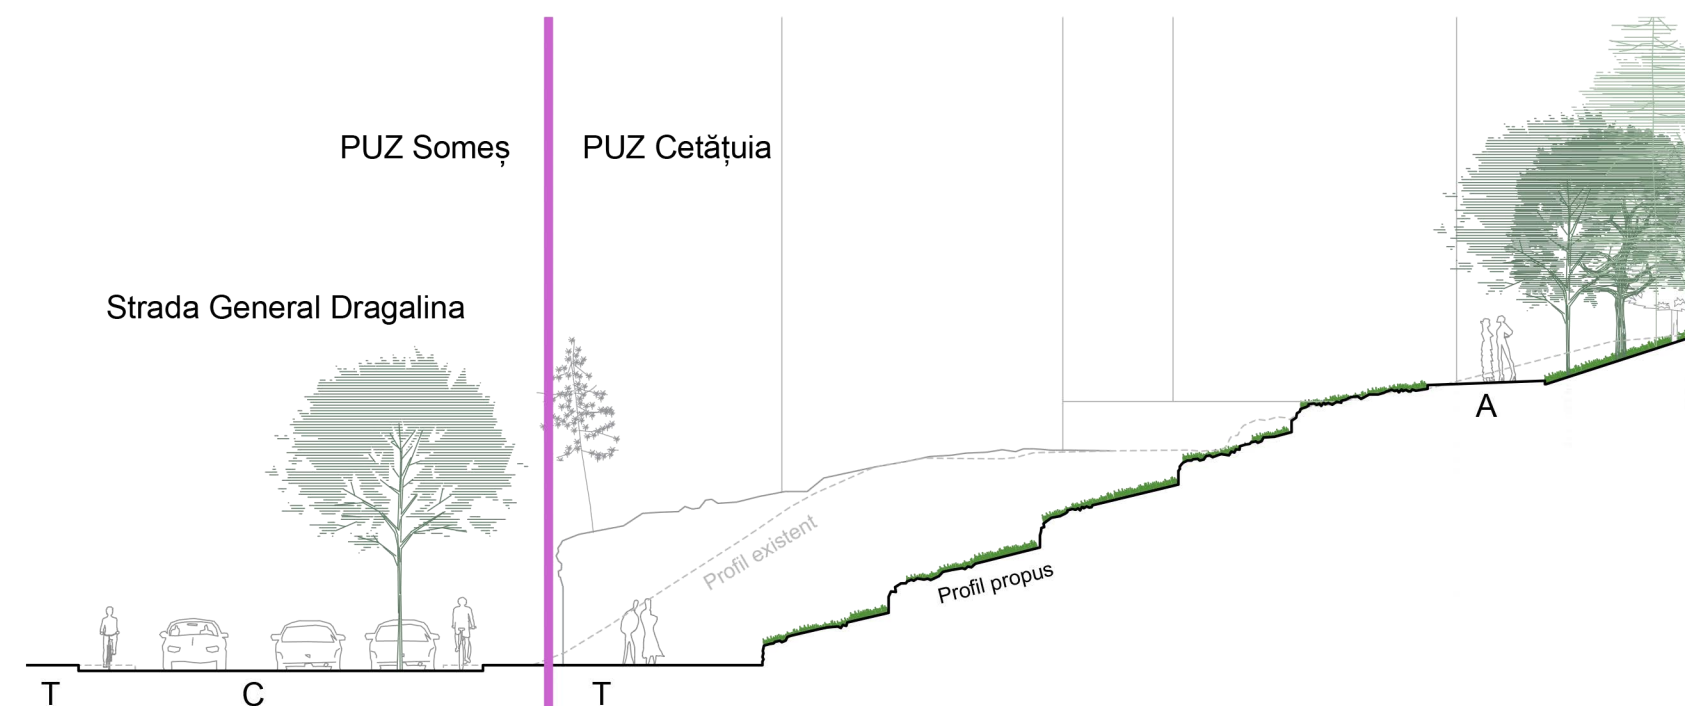 PUZ Someș
PUZ Cetățuia
Strada General Dragalina
A
Profil existent
Profil propus
T
C
T